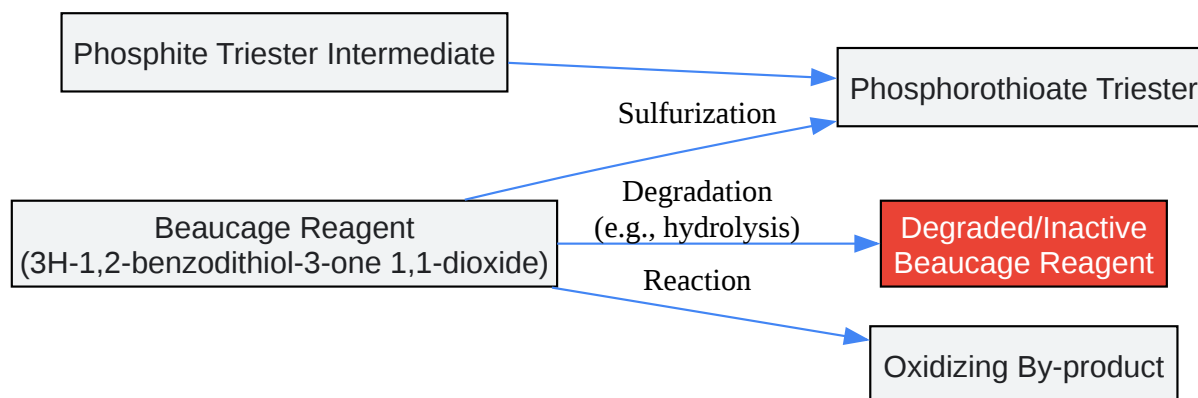 Phosphite Triester Intermediate
Phosphorothioate Triester
Sulfurization
Beaucage Reagent
(3H-1,2-benzodithiol-3-one 1,1-dioxide)
Degradation
(e.g., hydrolysis)
Degraded/Inactive
Beaucage Reagent
Reaction
Oxidizing By-product